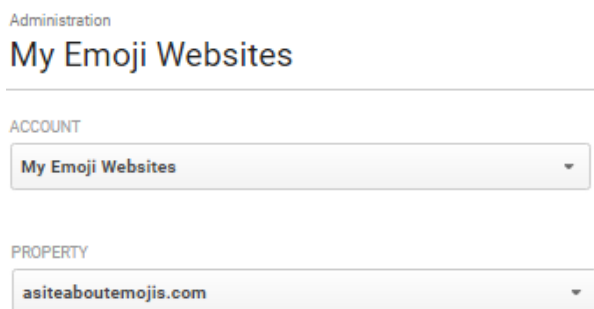 Administration
My Emoji Websites
ACCOUNT
My Emoji Websites
PROPERTY
asiteaboutemojis.com